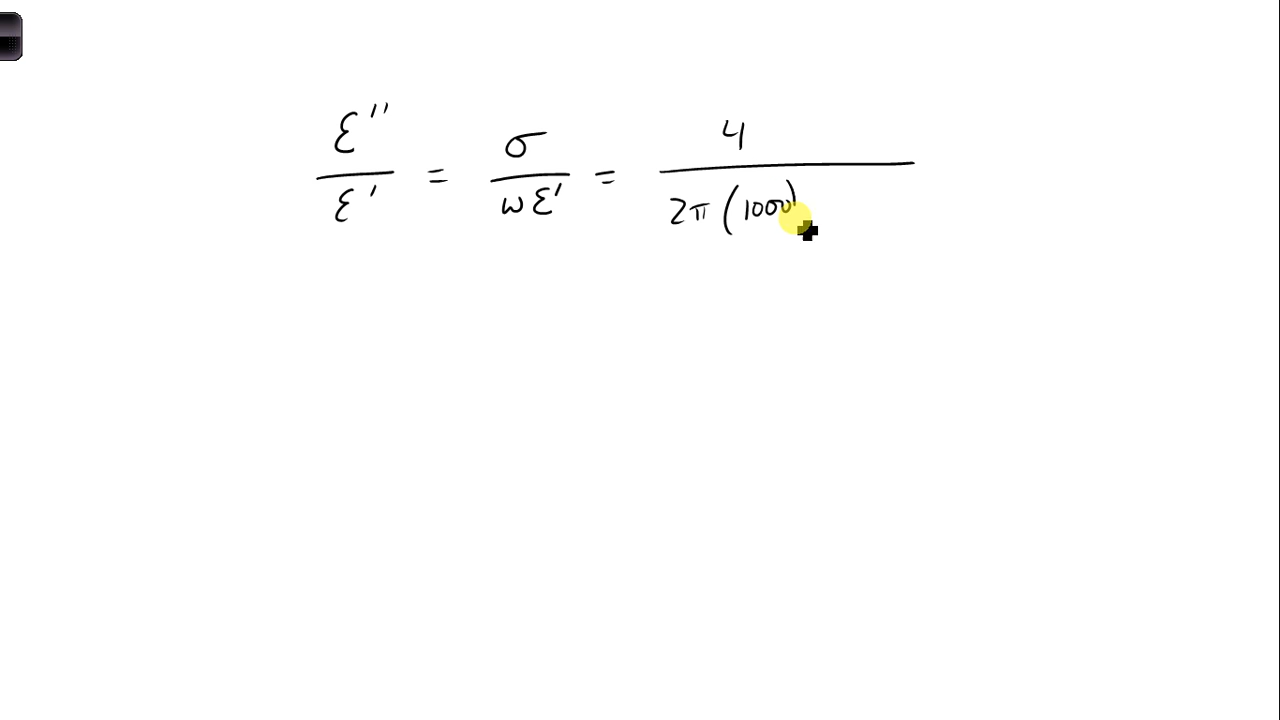 ε''/ε' = σ/ωε' = 4/2π(1000)